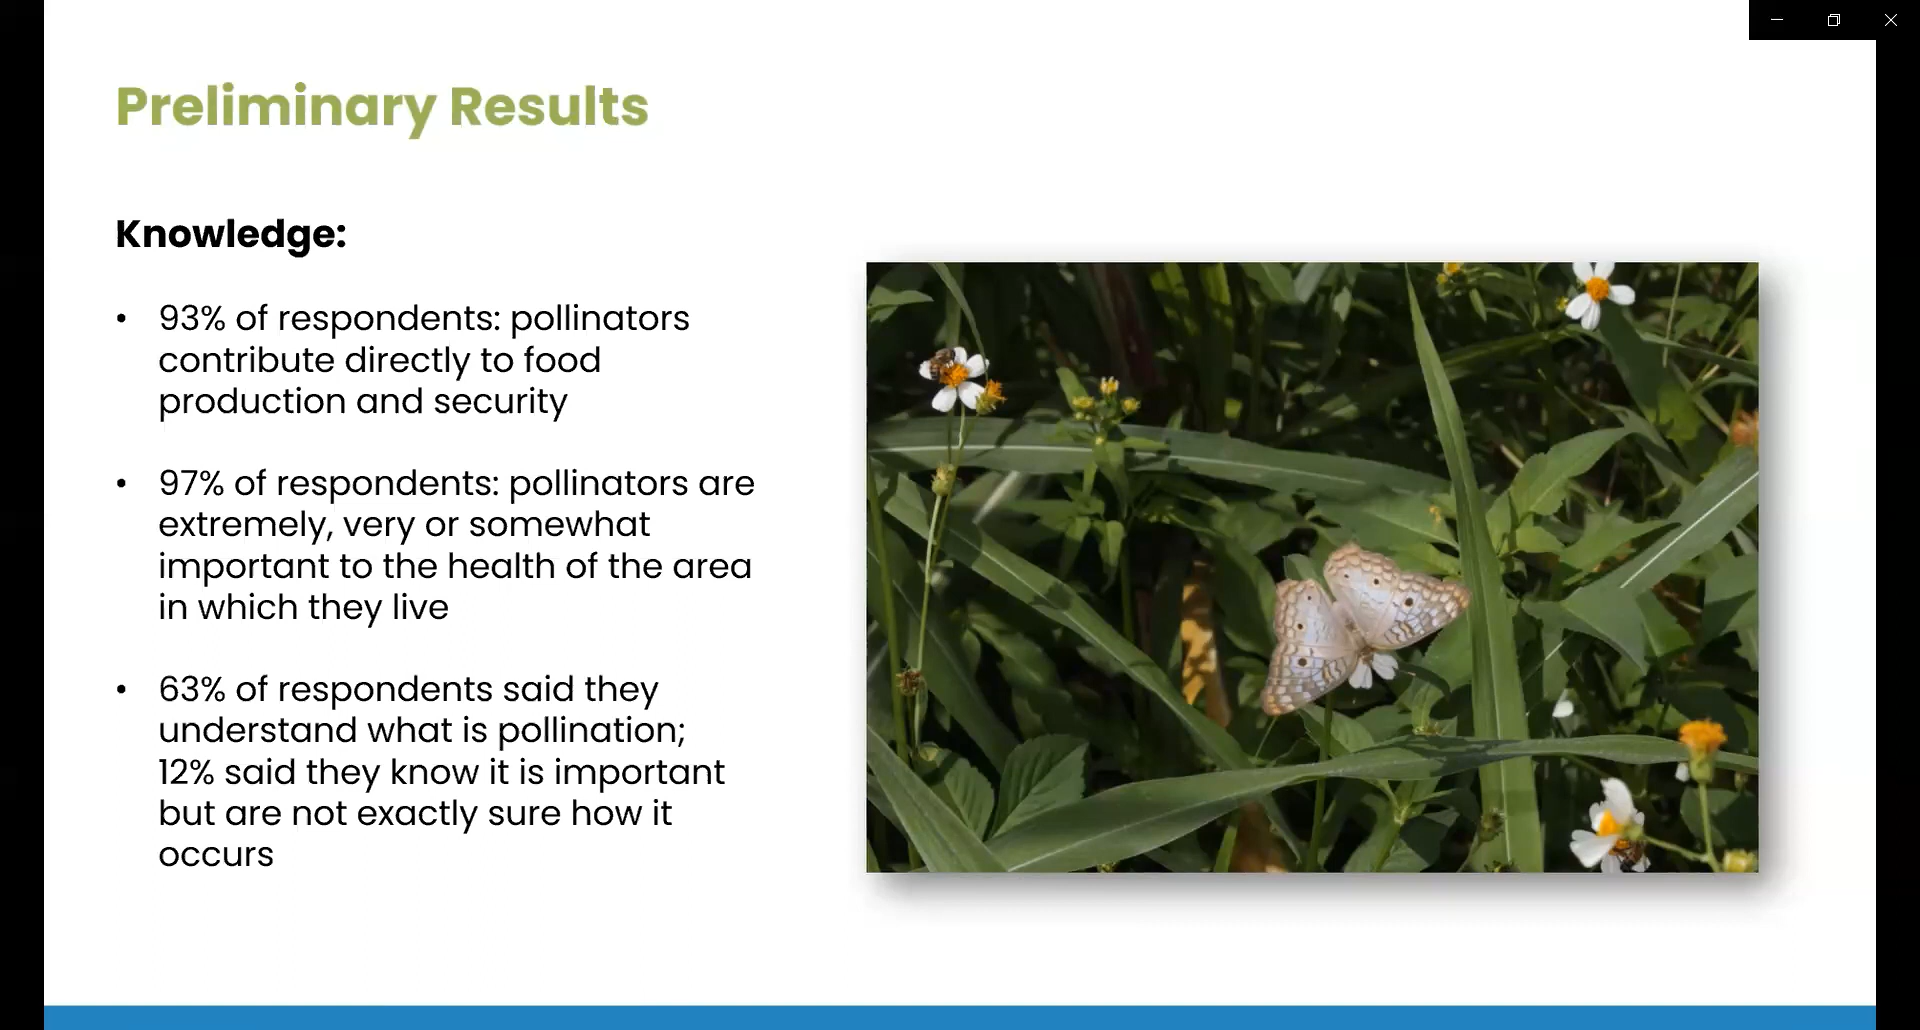 Preliminary Results
Knowledge:
• 93% of respondents: pollinators
contribute directly to food
production and security
• 97% of respondents: pollinators are
extremely, very or somewhat
important to the health of the area
in which they live
• 63% of respondents said they
understand what is pollination;
12% said they know it is important
but are not exactly sure how it
occurs